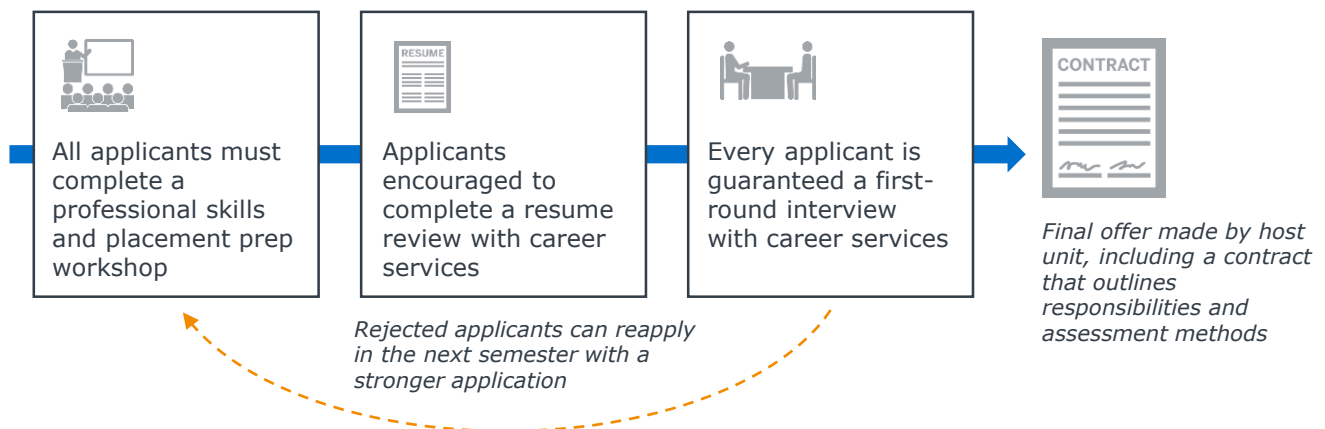 All applicants must
complete a
professional skills
and placement prep
workshop
RESUME
Applicants
encouraged to
complete a resume
review with career
services
Every applicant is
guaranteed a first-
round interview
with career services
CONTRACT
Final offer made by host
unit, including a contract
that outlines
responsibilities and
assessment methods
Rejected applicants can reapply
in the next semester with a
stronger application